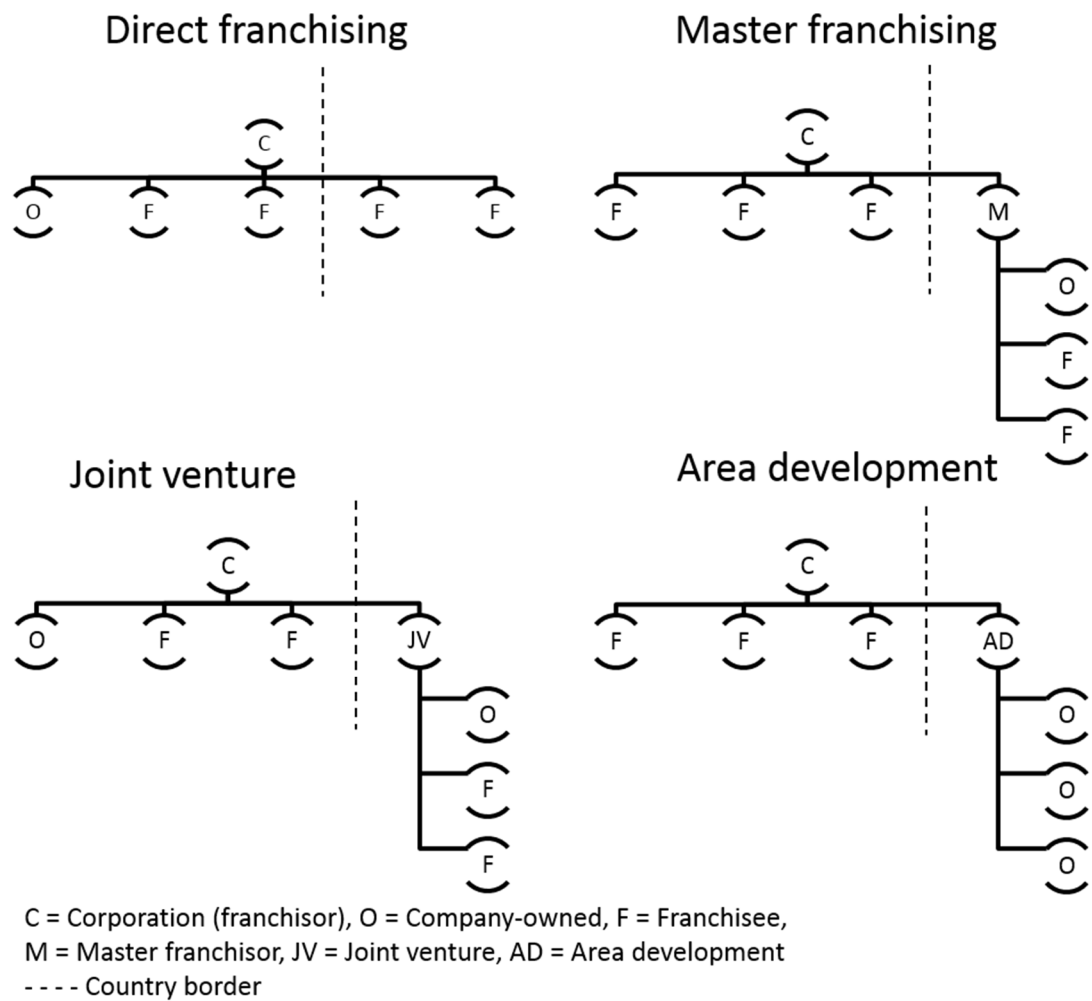 Direct franchising
C
O F F F F
Master franchising
C
F F F M
O
F
F
Joint venture
C
O F F JV
O
F
F
Area development
C
F F F AD
O
O
O
C = Corporation (franchisor), O = Company-owned, F = Franchisee,
M = Master franchisor, JV = Joint venture, AD = Area development
- - - - Country border